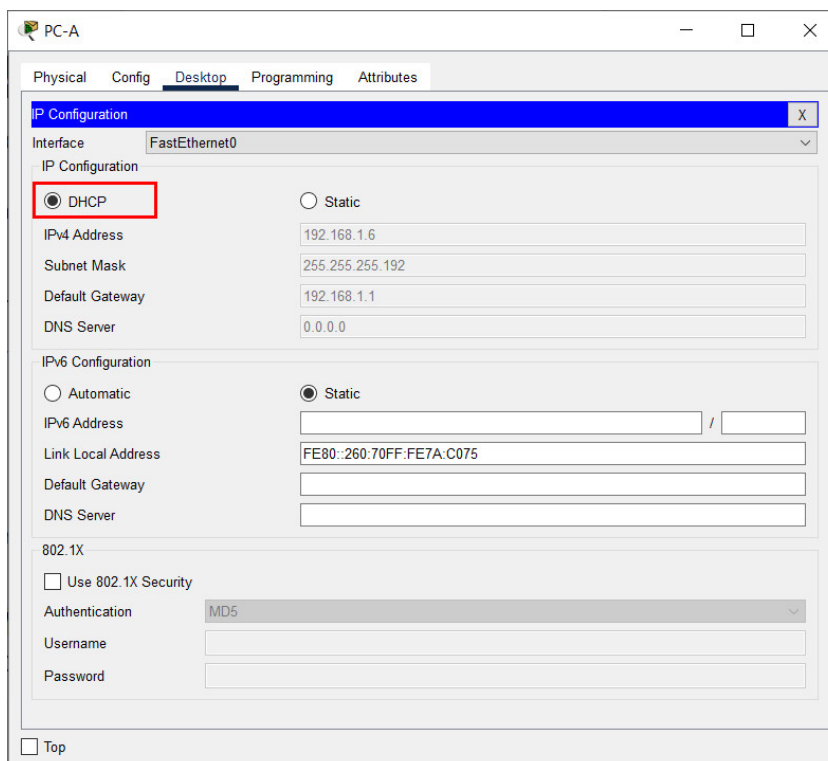 PC-A
Physical Config Desktop Programming Attributes
IP Configuration X
Interface FastEthernet0
IP Configuration
DHCP Static
IPv4 Address 192.168.1.6
Subnet Mask 255.255.255.192
Default Gateway 192.168.1.1
DNS Server 0.0.0.0
IPv6 Configuration
Automatic Static
IPv6 Address /
Link Local Address FE80::260:70FF:FE7A:C075
Default Gateway
DNS Server
802.1X
Use 802.1X Security
Authentication MD5
Username
Password
Top